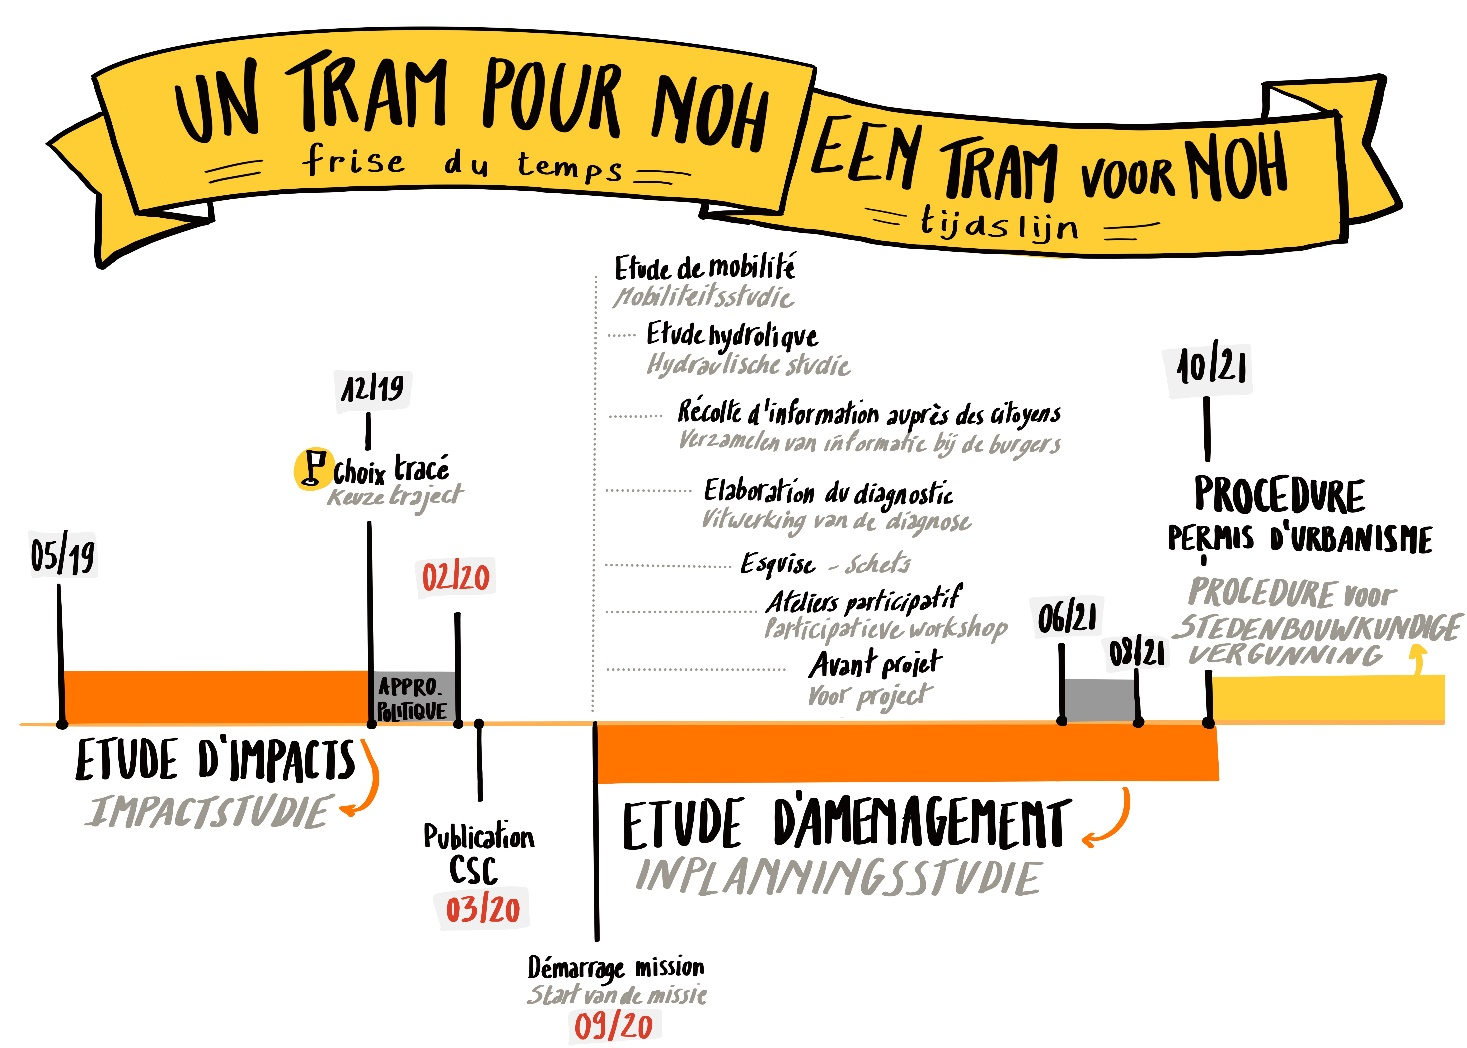 UN TRAM POUR NOH
frise du temps
EEN TRAM VOOR NOH
tijdslijn
Etude de mobilité
Mobiliteitsstudie
Etude hydrolique
Hydraulische studie
Récolte d'information auprès des citoyens
Verzamelen van informatie bij de burgers
Elaboration du diagnostic
Uitwerking van de diagnose
Esquise - Schets
Ateliers participatif
Participatieve workshop
Avant projet
Voor project
05/19
12/19
Choix tracé
Keuze traject
02/20
APPRO.
POLITIQUE
ETUDE D'IMPACTS
IMPACTSTUDIE
Publication
CSC
03/20
Démarrage mission
Start van de missie
09/20
ETUDE D'AMENAGEMENT
INPLANNINGSSTUDIE
06/21
08/21
10/21
PROCEDURE
PERMIS D'URBANISME
PROCEDURE voor
STEDENBOUWKUNDIGE
VERGUNNING